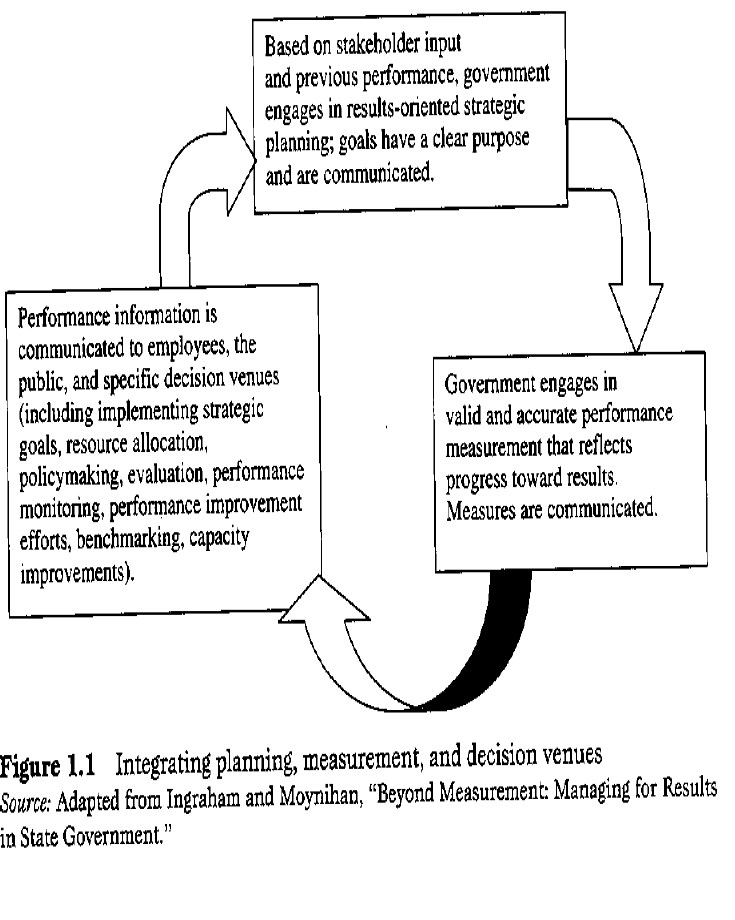 Based on stakeholder input
and previous performance, government
engages in results-oriented strategic
planning; goals have a clear purpose
and are communicated.
Performance information is
communicated to employees, the
public, and specific decision venues
(including implementing strategic
goals, resource allocation,
policymaking, evaluation, performance
monitoring, performance improvement
efforts, benchmarking, capacity
improvements).
Government engages in
valid and accurate performance
measurement that reflects
progress toward results.
Measures are communicated.
Figure 1.1 Integrating planning, measurement, and decision venues
Source: Adapted from Ingraham and Moynihan, “Beyond Measurement: Managing for Results
in State Government.”